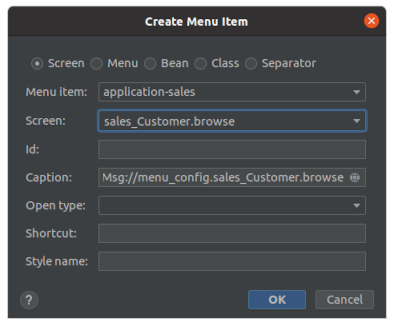 Create Menu Item
Screen Menu Bean Class Separator
Menu item: application-sales
Screen: sales_Customer.browse
Id:
Caption: Msg://menu_config.sales_Customer.browse
Open type:
Shortcut:
Style name:
? OK Cancel